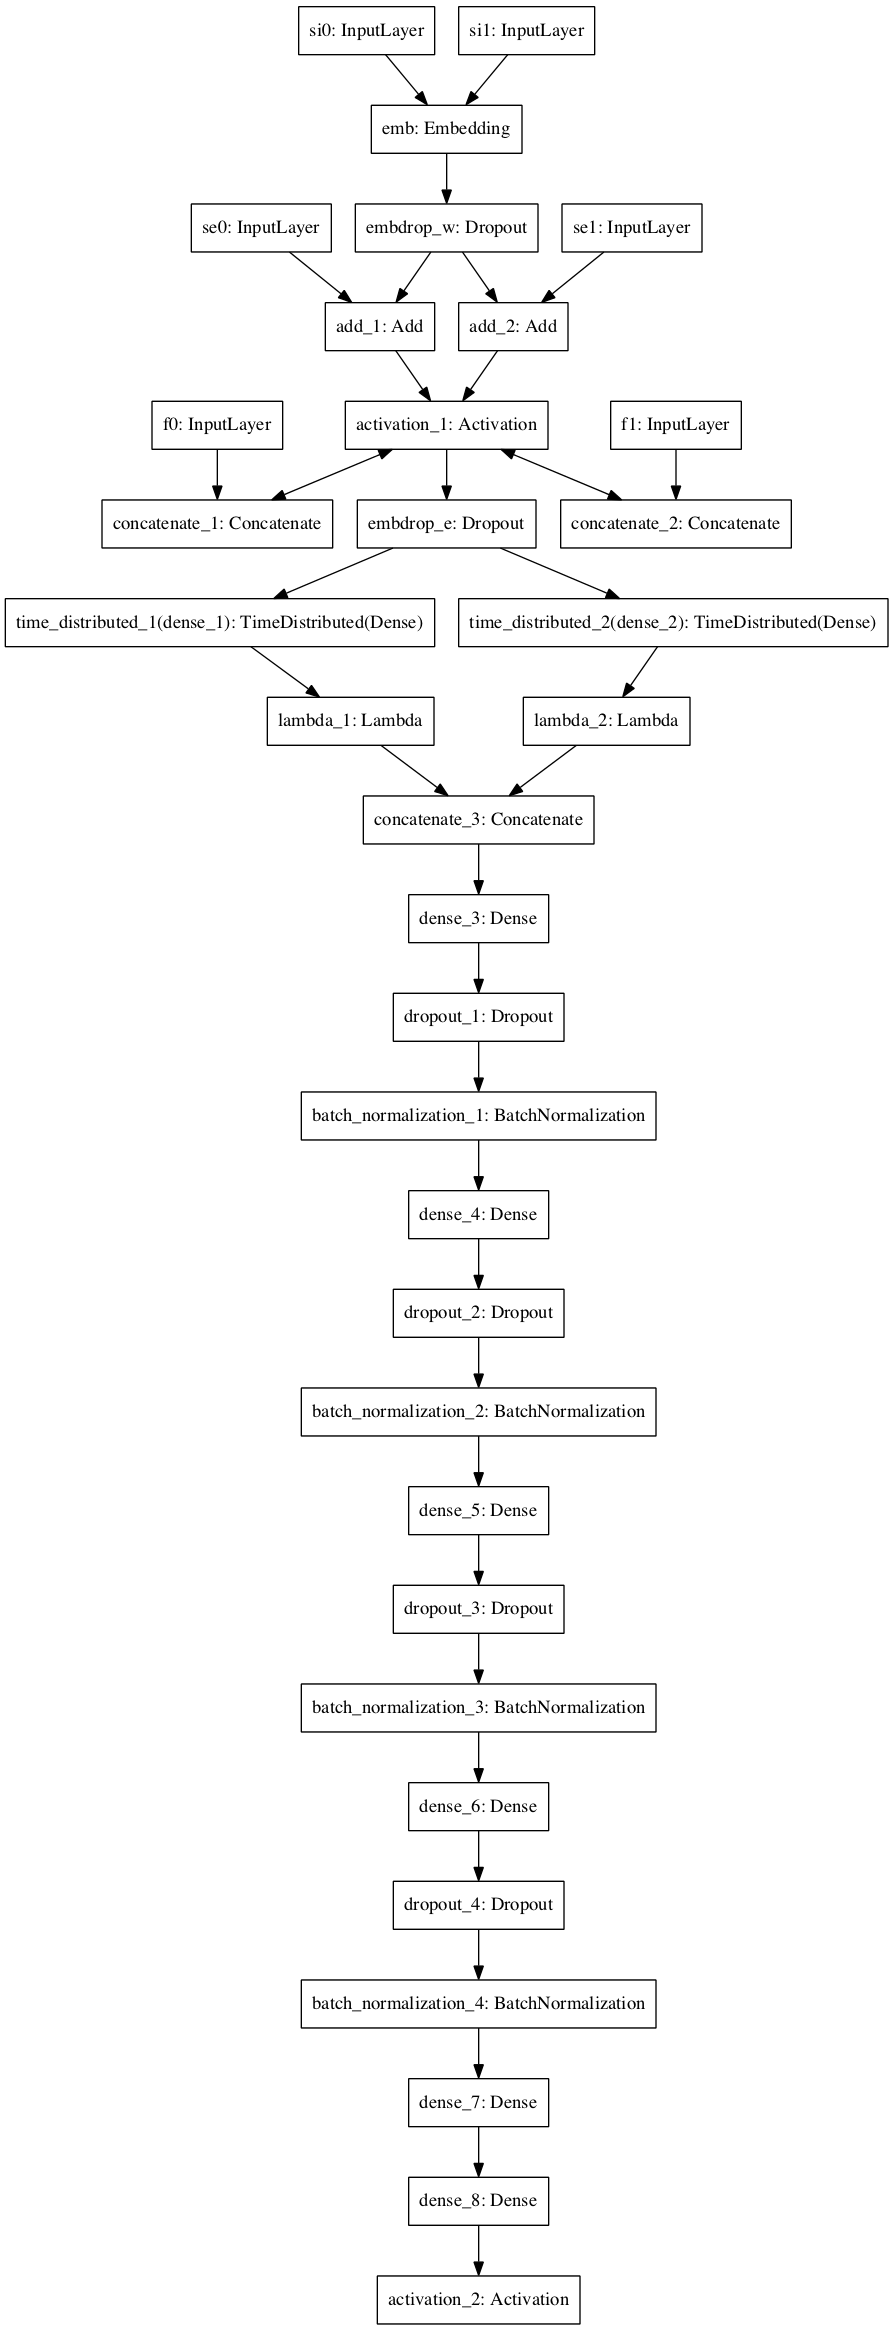 si0: InputLayer
si1: InputLayer
emb: Embedding
se0: InputLayer
embdrop_w: Dropout
se1: InputLayer
add_1: Add
add_2: Add
f0: InputLayer
activation_1: Activation
f1: InputLayer
concatenate_1: Concatenate
embdrop_e: Dropout
concatenate_2: Concatenate
time_distributed_1(dense_1): TimeDistributed(Dense)
time_distributed_2(dense_2): TimeDistributed(Dense)
lambda_1: Lambda
lambda_2: Lambda
concatenate_3: Concatenate
dense_3: Dense
dropout_1: Dropout
batch_normalization_1: BatchNormalization
dense_4: Dense
dropout_2: Dropout
batch_normalization_2: BatchNormalization
dense_5: Dense
dropout_3: Dropout
batch_normalization_3: BatchNormalization
dense_6: Dense
dropout_4: Dropout
batch_normalization_4: BatchNormalization
dense_7: Dense
dense_8: Dense
activation_2: Activation